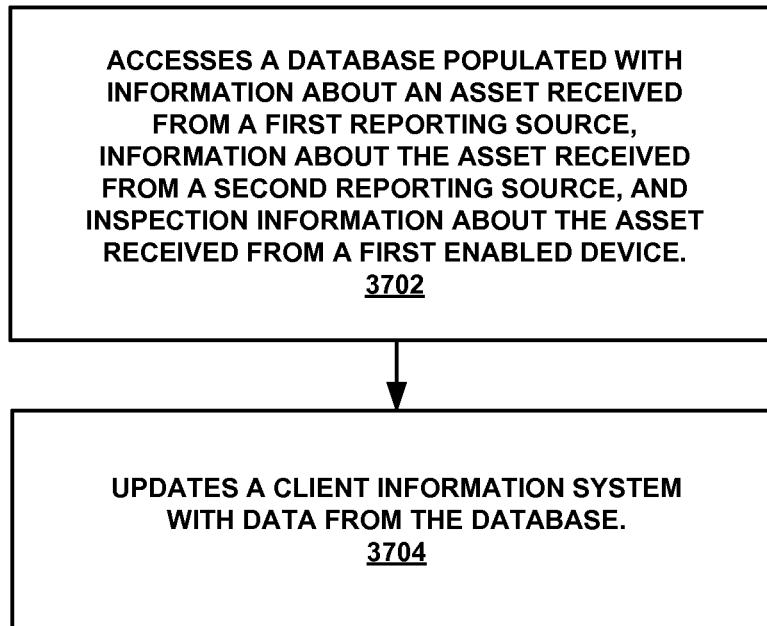 ACCESSES A DATABASE POPULATED WITH
INFORMATION ABOUT AN ASSET RECEIVED
FROM A FIRST REPORTING SOURCE,
INFORMATION ABOUT THE ASSET RECEIVED
FROM A SECOND REPORTING SOURCE, AND
INSPECTION INFORMATION ABOUT THE ASSET
RECEIVED FROM A FIRST ENABLED DEVICE.
3702
UPDATES A CLIENT INFORMATION SYSTEM
WITH DATA FROM THE DATABASE.
3704